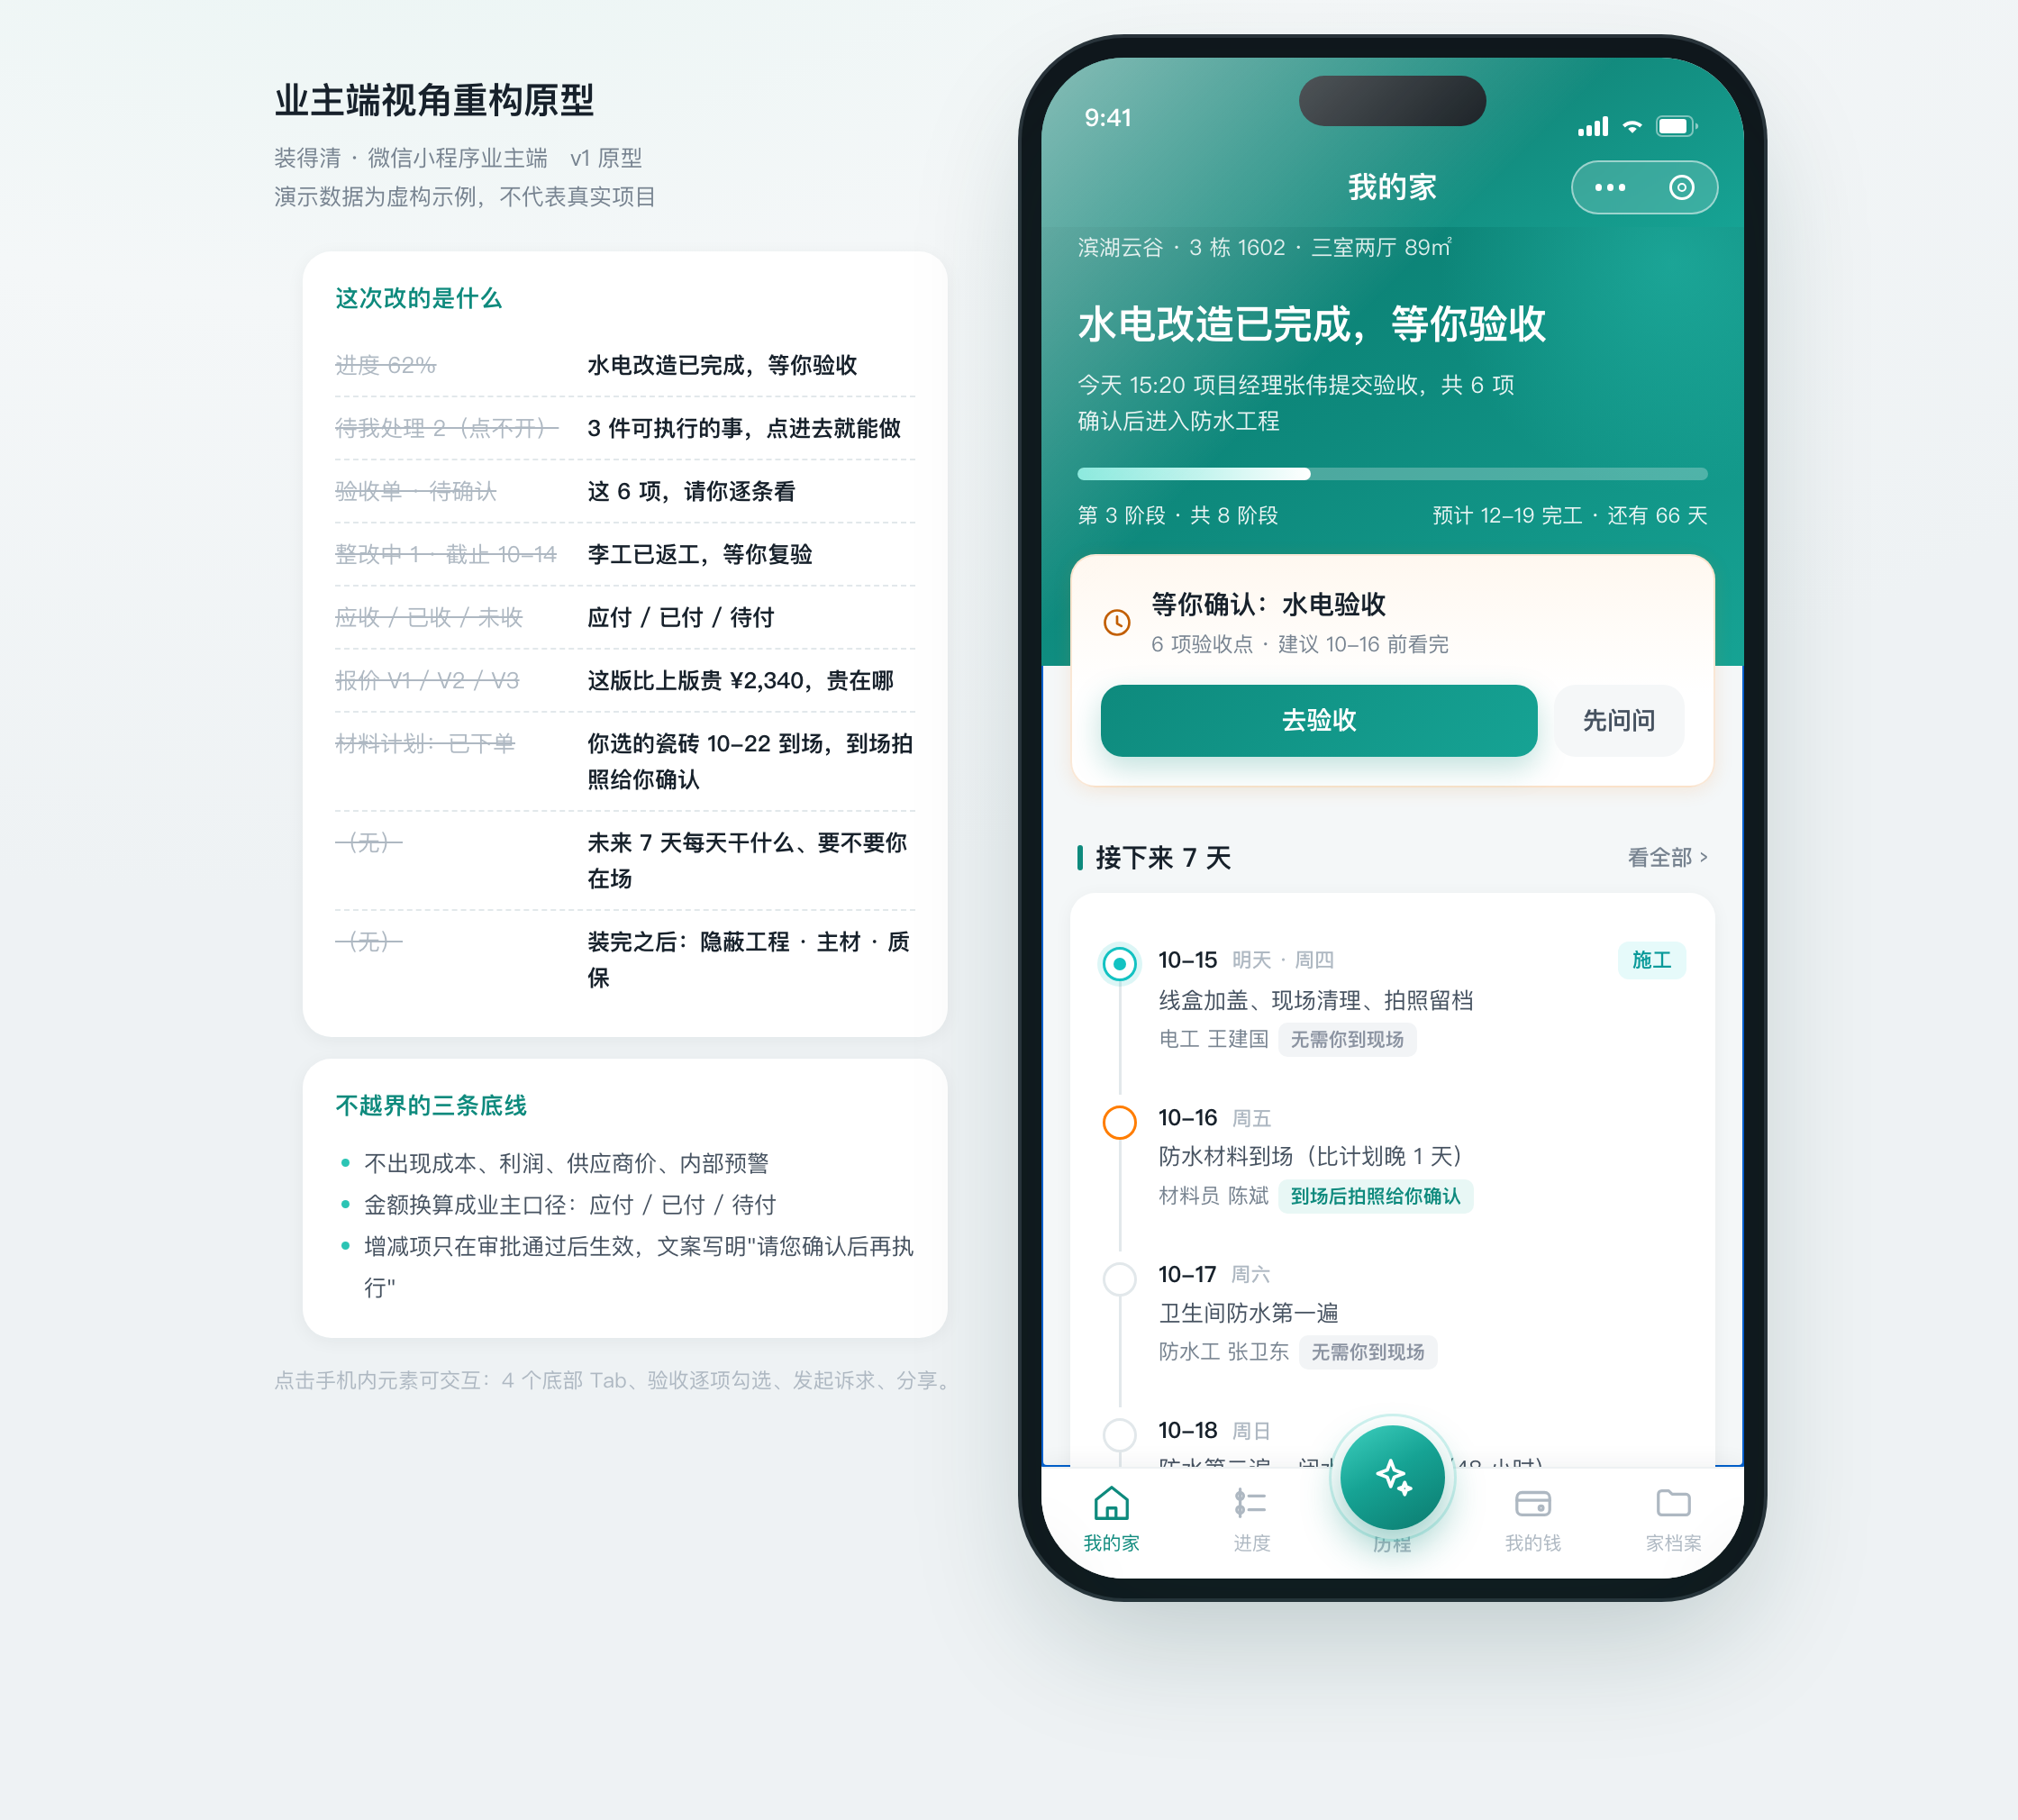 业主端视角重构原型
装得清 · 微信小程序业主端 v1 原型
演示数据为虚构示例，不代表真实项目
这次改的是什么
进度 62% 水电改造已完成，等你验收
待我处理 2（点不开） 3 件可执行的事，点进去就能做
验收单 · 待确认 这 6 项，请你逐条看
整改中 1 · 截止 10-14 李工已返工，等你复验
应收 / 已收 / 未收 应付 / 已付 / 待付
报价 V1 / V2 / V3 这版比上版贵 ¥2,340，贵在哪
材料计划：已下单 你选的瓷砖 10-22 到场，到场拍
照给你确认
（无） 未来 7 天每天干什么、要不要你
在场
（无） 装完之后：隐蔽工程 · 主材 · 质
保
不越界的三条底线
不出现成本、利润、供应商价、内部预警
金额换算成业主口径：应付 / 已付 / 待付
增减项只在审批通过后生效，文案写明"请您确认后再执
行"
点击手机内元素可交互：4 个底部 Tab、验收逐项勾选、发起诉求、分享。
9:41
我的家
滨湖云谷 · 3 栋 1602 · 三室两厅 89㎡
水电改造已完成，等你验收
今天 15:20 项目经理张伟提交验收，共 6 项
确认后进入防水工程
第 3 阶段 · 共 8 阶段 预计 12-19 完工 · 还有 66 天
等你确认：水电验收
6 项验收点 · 建议 10-16 前看完
去验收 先问问
接下来 7 天 看全部 ›
10-15 明天 · 周四 施工
线盒加盖、现场清理、拍照留档
电工 王建国 无需你到现场
10-16 周五
防水材料到场（比计划晚 1 天）
材料员 陈斌 到场后拍照给你确认
10-17 周六
卫生间防水第一遍
防水工 张卫东 无需你到现场
10-18 周日
防水第二遍
我的家 进度 历程 我的钱 家档案